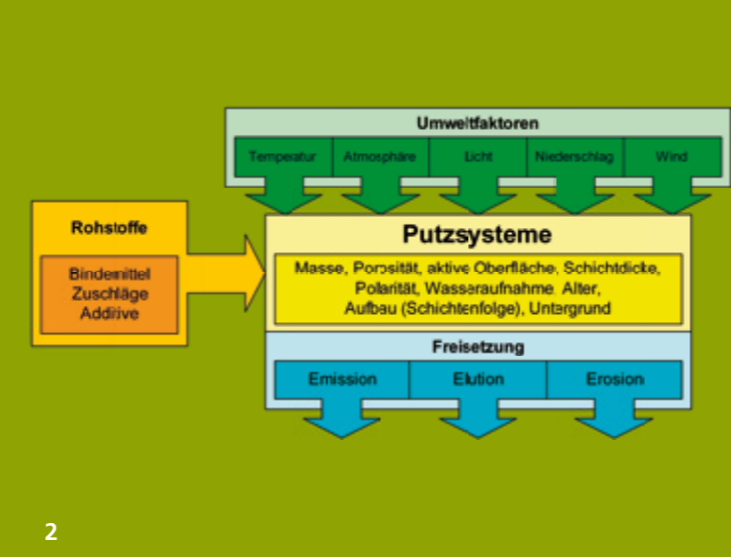 Umweltfaktoren
Temperatur
Atmosphäre
Licht
Niederschlag
Wind
Rohstoffe
Bindemittel
Zuschläge
Additive
Putzsysteme
Masse, Porosität, aktive Oberfläche, Schichtdicke,
Polarität, Wasseraufnahme, Alter,
Aufbau (Schichtenfolge), Untergrund
Freisetzung
Emission
Elution
Erosion
2